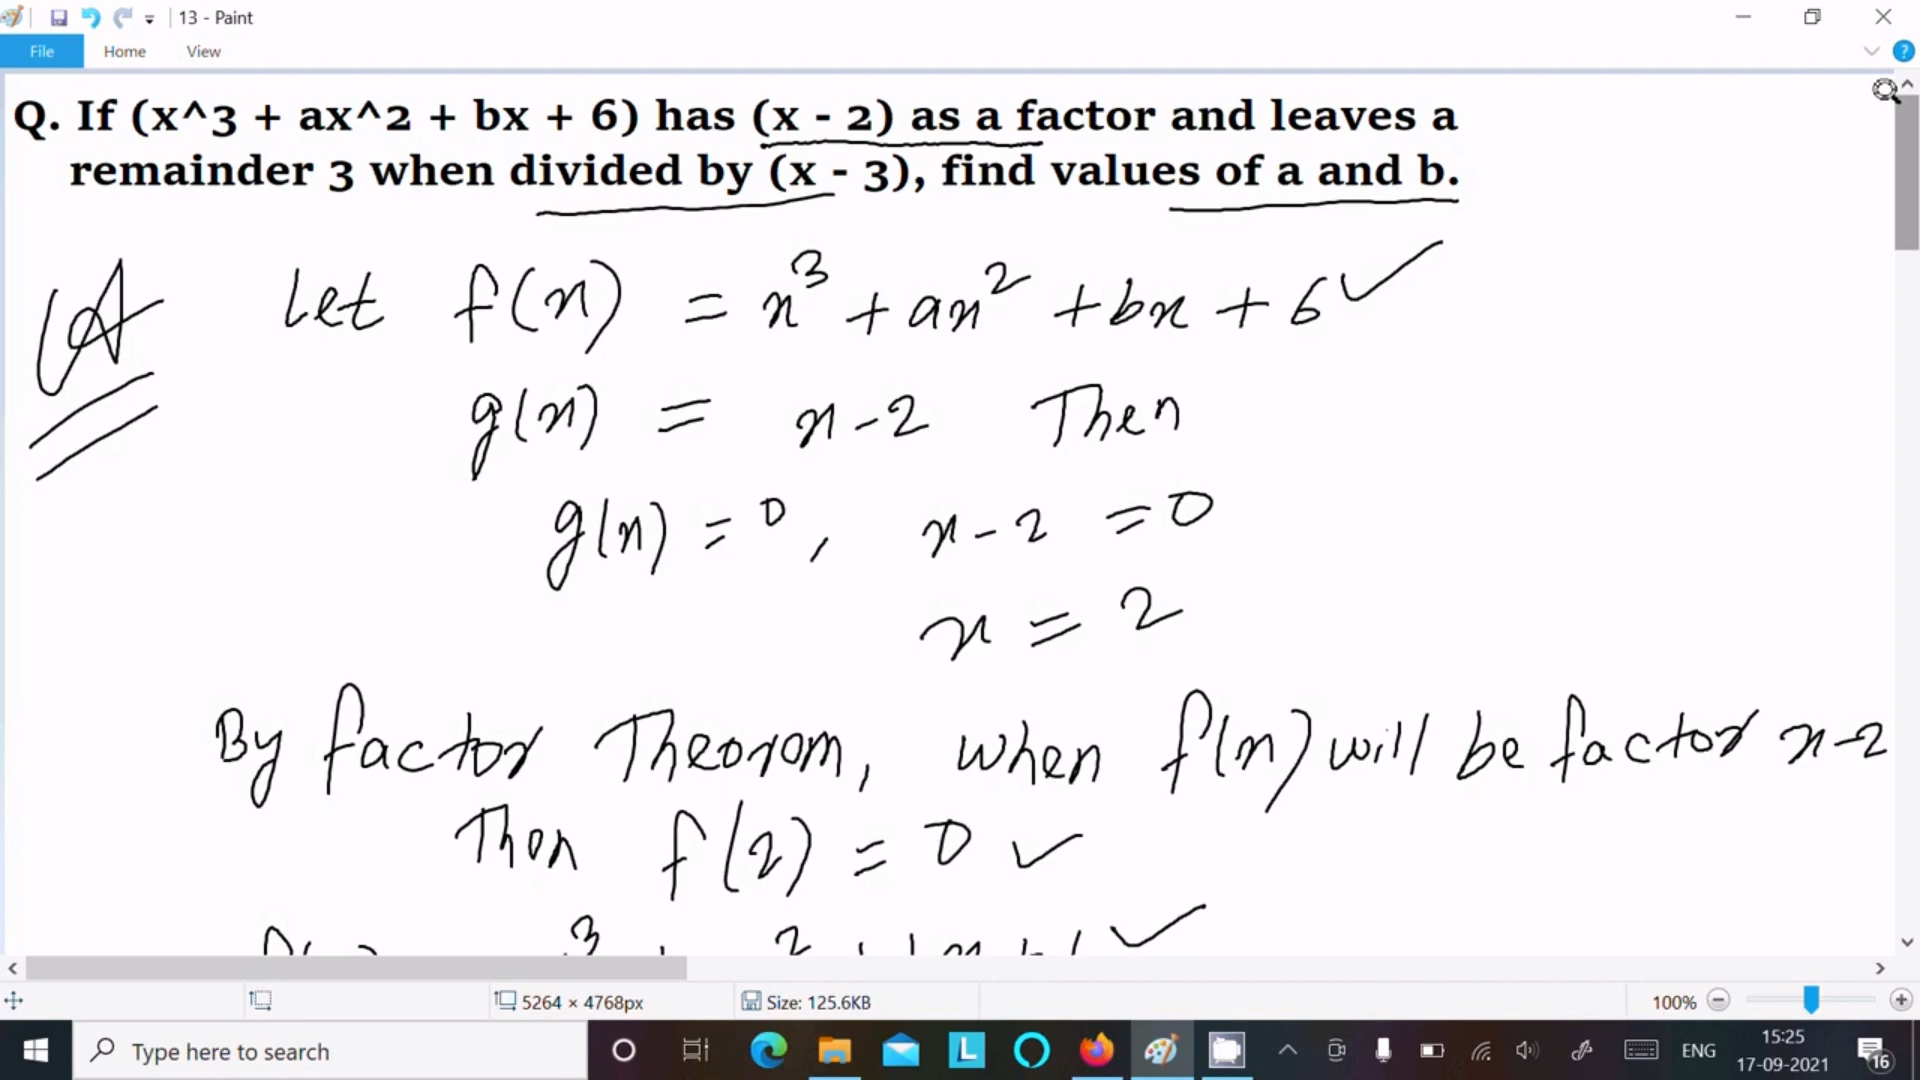 13 - Paint
File Home View
Q. If (x^3 + ax^2 + bx + 6) has (x - 2) as a factor and leaves a
remainder 3 when divided by (x - 3), find values of a and b.
A Let f(x) = x³ + ax² + bx + 6 ✓
g(x) = x-2 Then
g(x) = 0, x-2 = 0
x = 2
By factor Theorom, when f(x) will be factor x-2
Then f(2) = 0 ✓
5264 × 4768px Size: 125.6KB 100%
Type here to search L ENG 15:25
17-09-2021 16